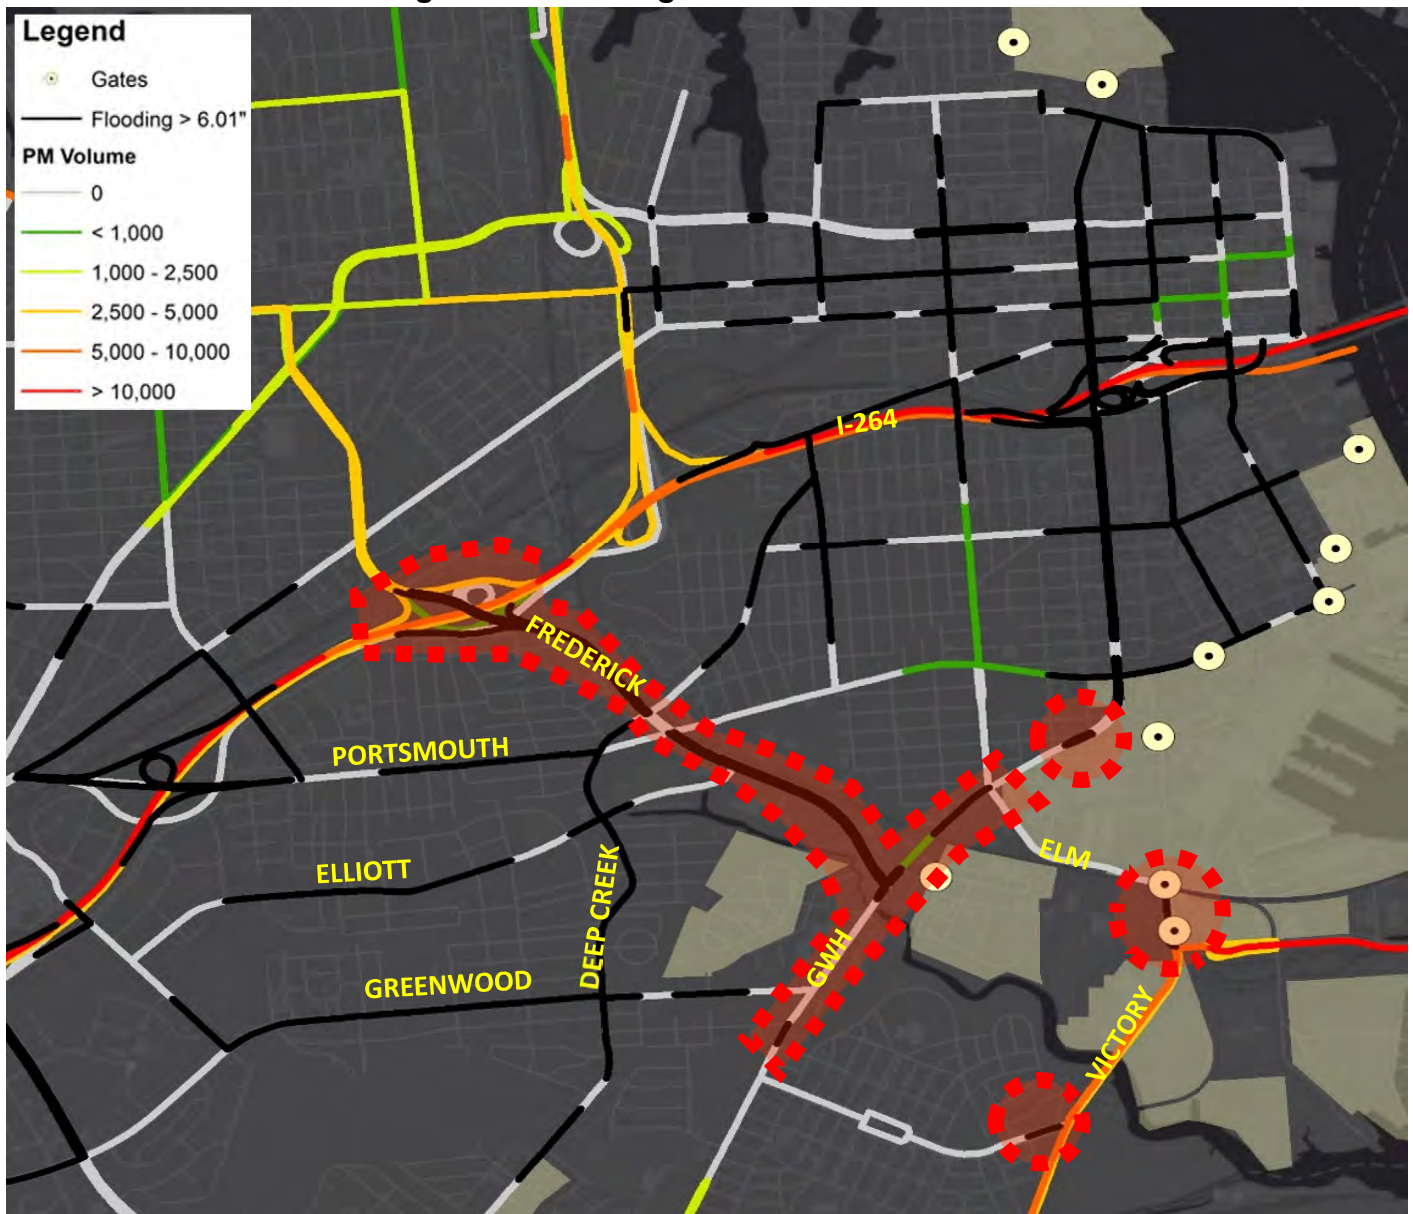 Legend
Gates
Flooding > 6.01"
PM Volume
0
< 1,000
1,000 - 2,500
2,500 - 5,000
5,000 - 10,000
> 10,000
I-264
FREDERICK
PORTSMOUTH
ELLIOTT
DEEP CREEK
ELM
GWH
GREENWOOD
VICTORY